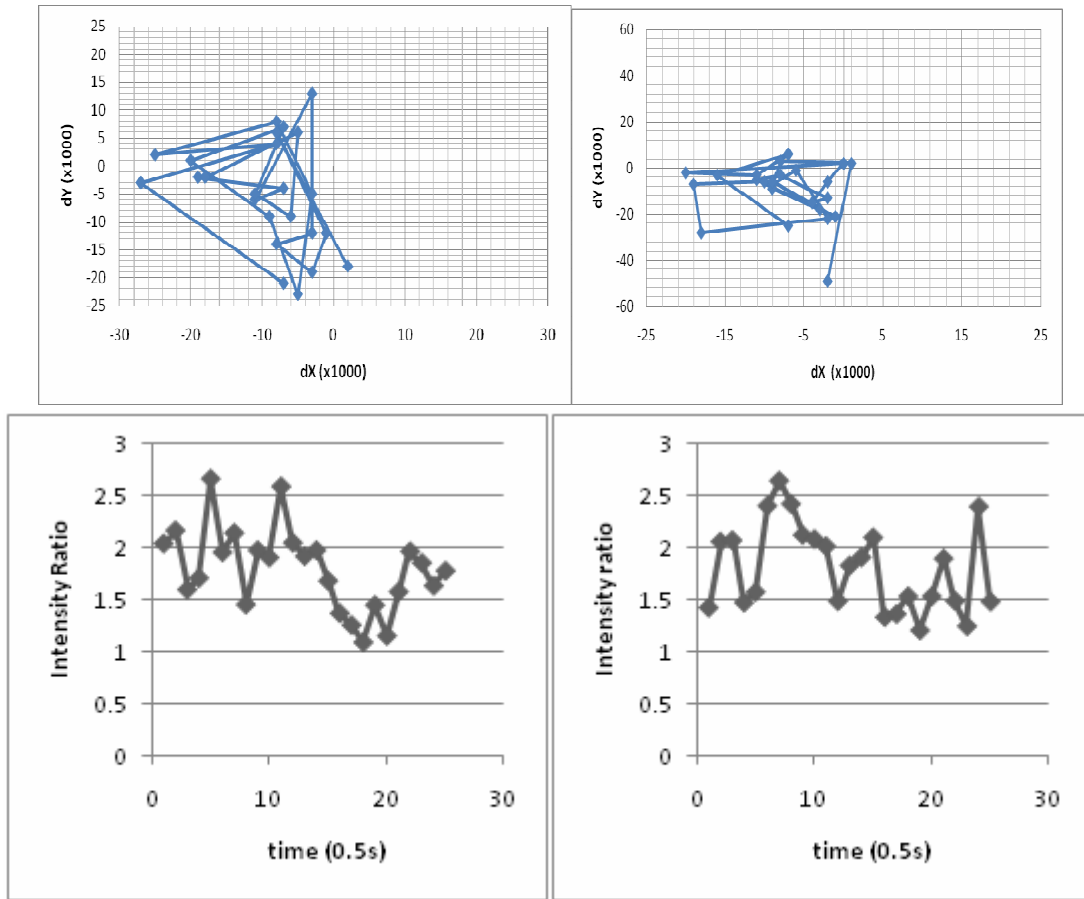 25
20
15
10
5
0
-5
-10
-15
-20
-25
dY (x1000)
-30 -20 -10 0 10 20 30
dX (x1000)
60
40
20
0
-20
-40
-60
dY (x1000)
-25 -15 -5 5 15 25
dX (x1000)
3
2.5
2
1.5
1
0.5
0
Intensity Ratio
0 10 20 30
time (0.5s)
3
2.5
2
1.5
1
0.5
0
Intensity ratio
0 10 20 30
time (0.5s)